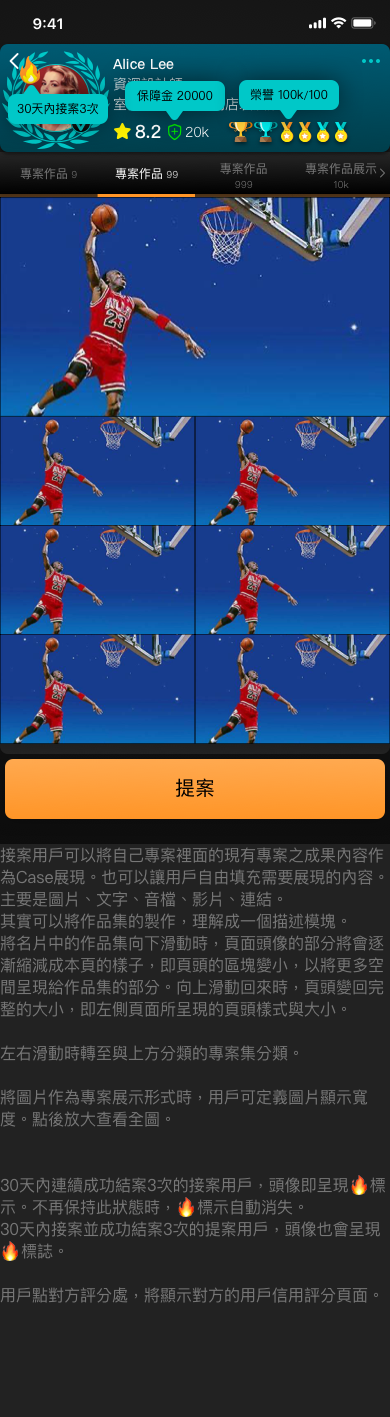 9:41
Alice Lee
資深設計師
30天內接案3次
保障金 20000
榮譽 100k/100
店
8.2
20k
專案作品 9
專案作品 99
專案作品
999
專案作品展示
10k
BULLS
23
提案
接案用戶可以將自己專案裡面的現有專案之成果內容作
為Case展現。也可以讓用戶自由填充需要展現的內容。
主要是圖片、文字、音檔、影片、連結。
其實可以將作品集的製作，理解成一個描述模塊。
將名片中的作品集向下滑動時，頁面頭像的部分將會逐
漸縮減成本頁的樣子，即頁頭的區塊變小，以將更多空
間呈現給作品集的部分。向上滑動回來時，頁頭變回完
整的大小，即左側頁面所呈現的頁頭樣式與大小。
左右滑動時轉至與上方分類的專案集分類。
將圖片作為專案展示形式時，用戶可定義圖片顯示寬
度。點後放大查看全圖。
30天內連續成功結案3次的接案用戶，頭像即呈現🔥標
示。不再保持此狀態時，🔥標示自動消失。
30天內接案並成功結案3次的提案用戶，頭像也會呈現
🔥標誌。
用戶點對方評分處，將顯示對方的用戶信用評分頁面。